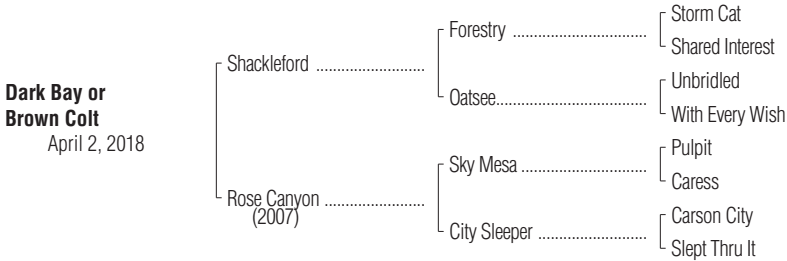 Dark Bay or
Brown Colt
April 2, 2018
Shackleford ........................
Rose Canyon ......................
(2007)
Forestry ................................
Oatsee...................................
Sky Mesa ..............................
City Sleeper ..........................
Storm Cat
Shared Interest
Unbridled
With Every Wish
Pulpit
Caress
Carson City
Slept Thru It